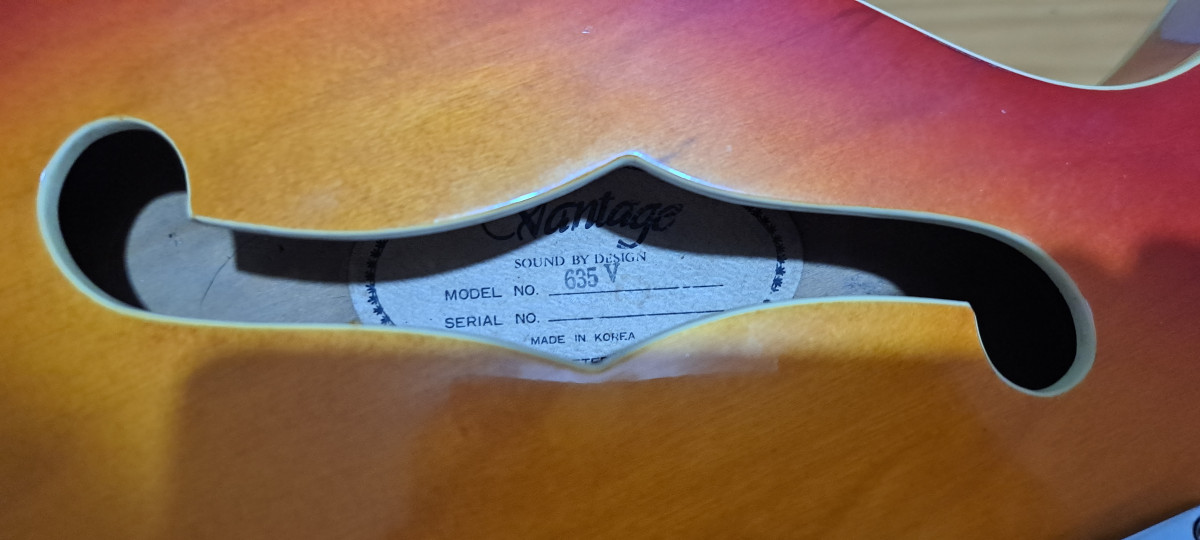 Vantage
SOUND BY DESIGN
MODEL NO. 635 V
SERIAL NO.
MADE IN KOREA